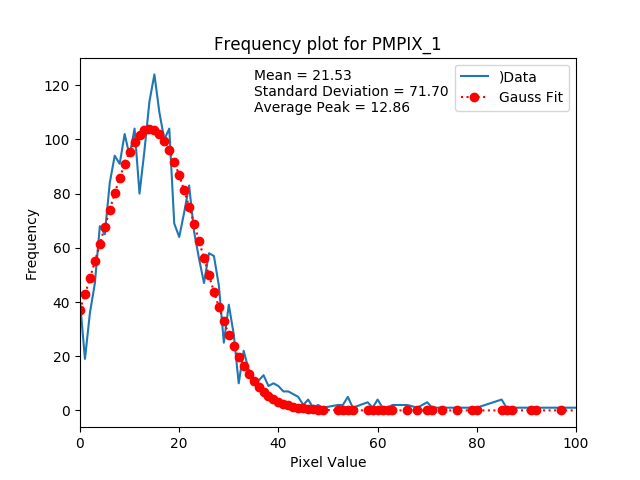 Frequency plot for PMPIX_1
Mean = 21.53
Standard Deviation = 71.70
Average Peak = 12.86
)Data
Gauss Fit
120
100
80
60
40
20
0
Frequency
0 20 40 60 80 100
Pixel Value